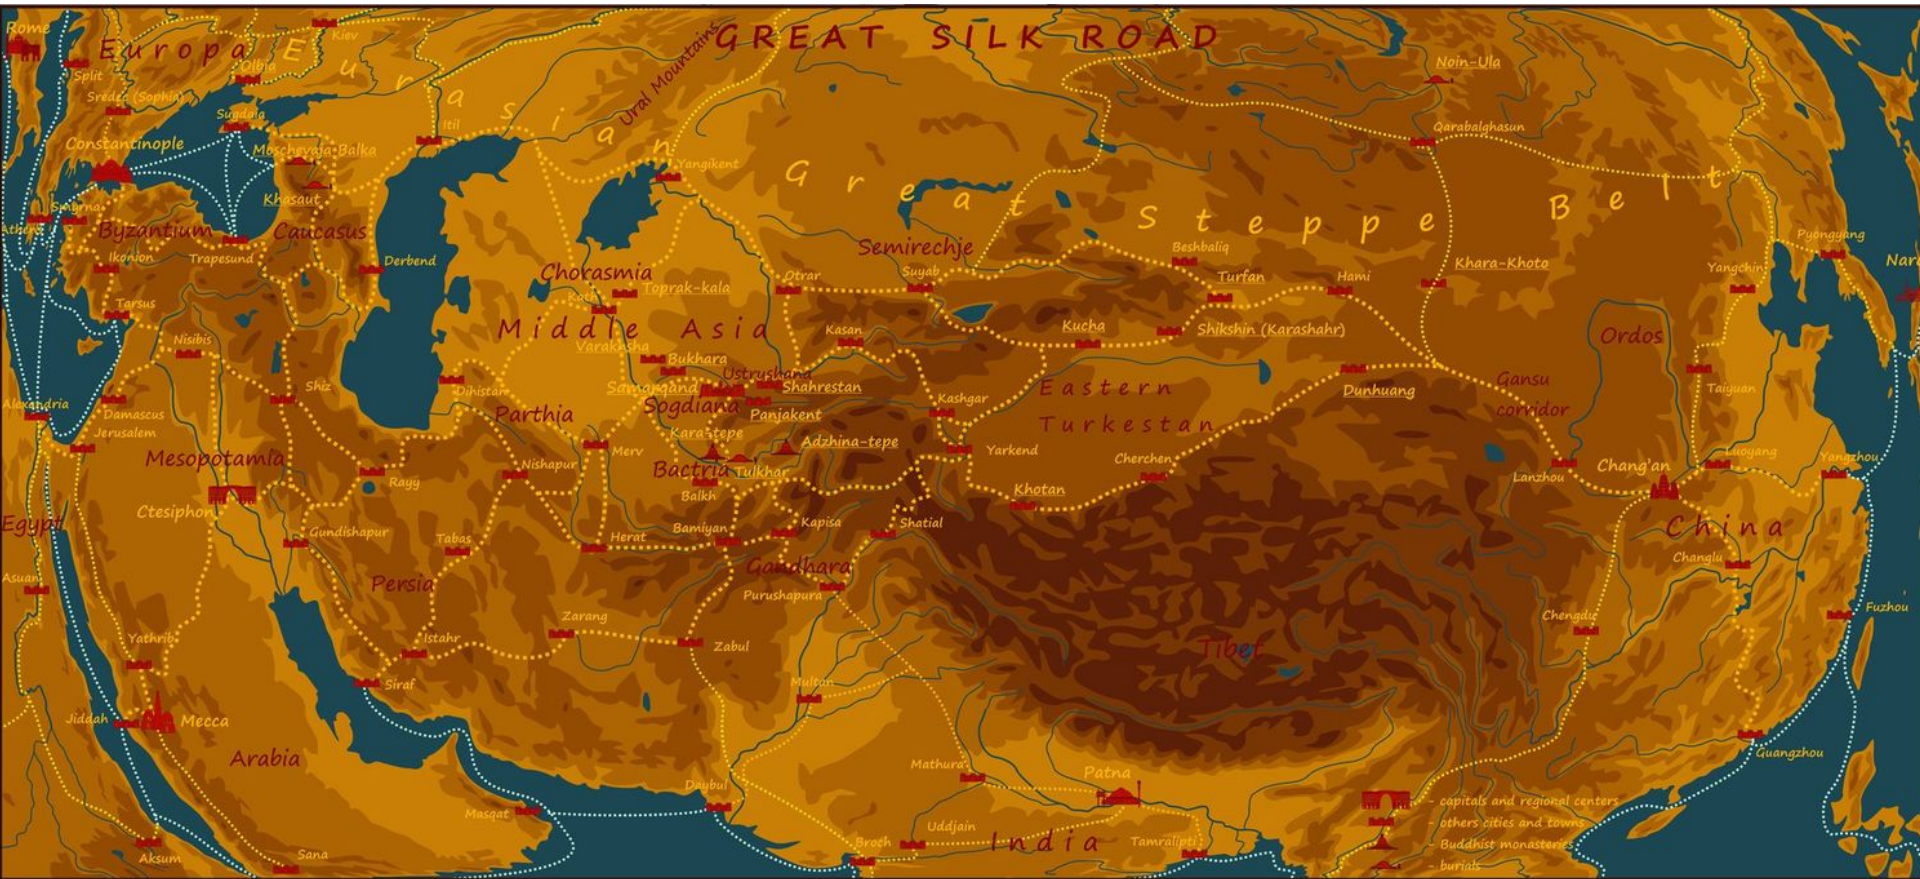 GREAT SILK ROAD
Rome
Europa
Kiev
Eurasian
Great Steppe Belt
Ural Mountains
Split
Olbia
Sredec (Sophia)
Sugdaia
Itil
Noin-Ula
Constantinople
Moschevaja Balka
Yangikent
Qarabalghasun
Khasaut
Smyrna
Athens
Byzantium
Caucasus
Ikonion
Trapesund
Derbend
Chorasmia
Semirechje
Beshbaliq
Pyongyang
Otrar
Suyab
Turfan
Hami
Khara-Khoto
Yangchin
Nara
Toprak-kala
Kath
Tarsus
Middle Asia
Kasan
Kucha
Shikshin (Karashahr)
Ordos
Nisibis
Varakhsha
Bukhara
Ustrushana
Shiz
Dihistan
Samarqand
Shahrestan
Eastern
Turkestan
Dunhuang
Gansu
corridor
Taiyuan
Alexandria
Damascus
Parthia
Sogdiana
Panjakent
Kashgar
Jerusalem
Kara-tepe
Adzhina-tepe
Mesopotamia
Merv
Yarkend
Nishapur
Bactria
Tulkhar
Cherchen
Luoyang
Chang'an
Yangzhou
Lanzhou
Rayy
Balkh
Khotan
Ctesiphon
Egypt
Gundishapur
Tabas
Herat
Bamiyan
Kapisa
Shatial
China
Changlu
Asuan
Persia
Gandhara
Purushapura
Fuzhou
Zarang
Chengdu
Yathrib
Istahr
Zabul
Tibet
Siraf
Multan
Jiddah
Mecca
Arabia
Guangzhou
Mathura
Patna
Daybul
Masqat
Uddjain
Broch
India
Tamralipti
Aksum
Sana
- capitals and regional centers
- others cities and towns
- Buddhist monasteries
- burials